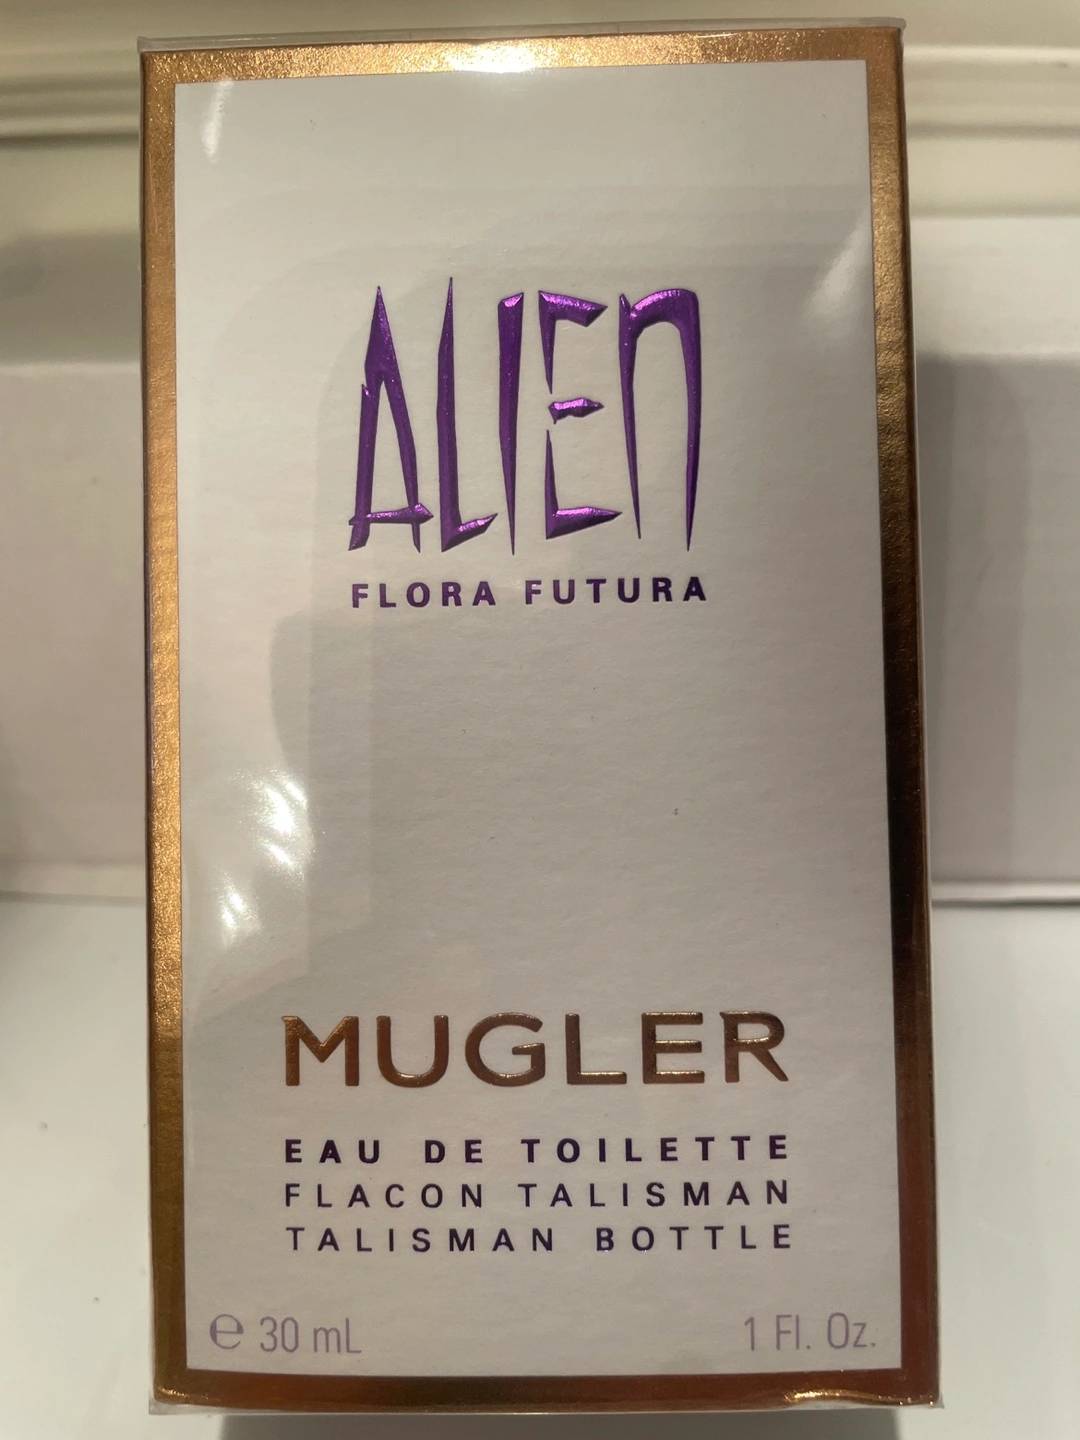 ALIEN
FLORA FUTURA
MUGLER
EAU DE TOILETTE
FLACON TALISMAN
TALISMAN BOTTLE
℮ 30 mL 1 Fl. Oz.